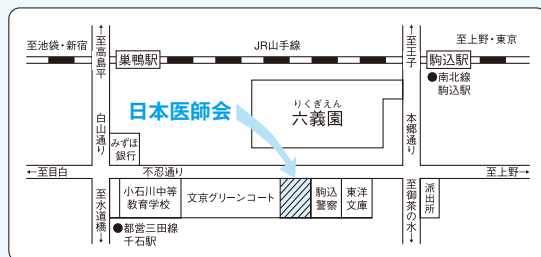 至池袋・新宿
↑至高島平
JR山手線
↑至王子
至上野・東京
巣鴨駅
駒込駅
●南北線
駒込駅
りくぎえん
六義園
日本医師会
白山通り
本郷通り
みずほ
銀行
←至目白
不忍通り
至上野→
至水道橋↓
小石川中等
教育学校
文京グリーンコート
駒込
警察
東洋
文庫
至御茶の水↓
派出所
●都営三田線
千石駅